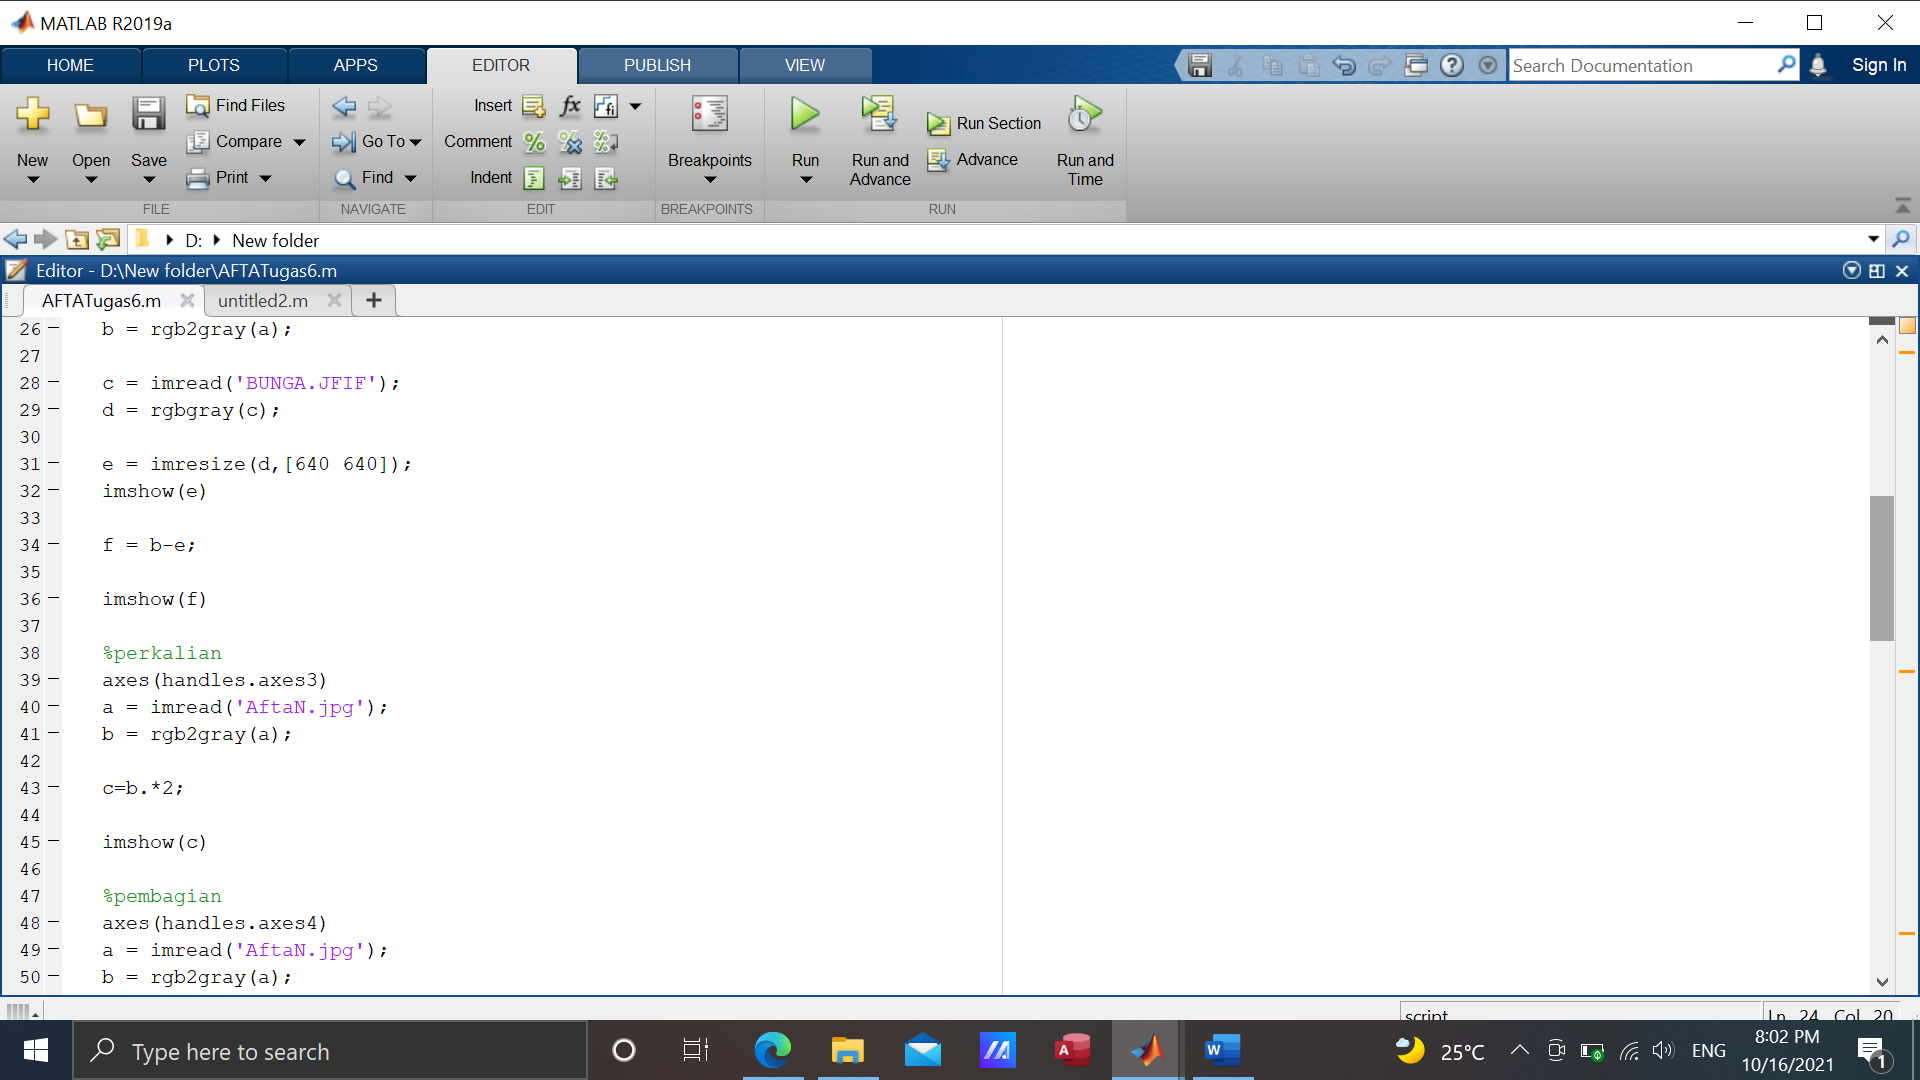 MATLAB R2019a
HOME PLOTS APPS EDITOR PUBLISH VIEW Search Documentation Sign In
New Open Save Find Files Compare Print Go To Find Insert fx fi Comment Indent Breakpoints Run Run and Advance Run Section Advance Run and Time
FILE NAVIGATE EDIT BREAKPOINTS RUN
D: New folder
Editor - D:\New folder\AFTATugas6.m
AFTATugas6.m untitled2.m +
26 b = rgb2gray(a);
27
28 c = imread('BUNGA.JFIF');
29 d = rgbgray(c);
30
31 e = imresize(d,[640 640]);
32 imshow(e)
33
34 f = b-e;
35
36 imshow(f)
37
38 %perkalian
39 axes(handles.axes3)
40 a = imread('AftaN.jpg');
41 b = rgb2gray(a);
42
43 c=b.*2;
44
45 imshow(c)
46
47 %pembagian
48 axes(handles.axes4)
49 a = imread('AftaN.jpg');
50 b = rgb2gray(a);
script Ln 24 Col 20
Type here to search 25°C ENG 8:02 PM
10/16/2021 1